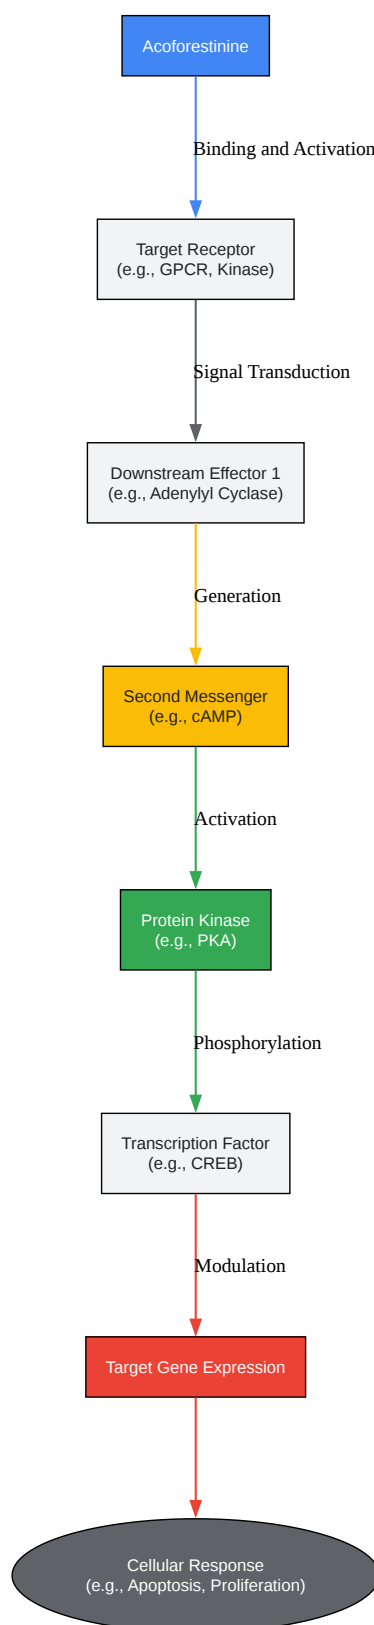 Acoforestinine
Binding and Activation
Target Receptor
(e.g., GPCR, Kinase)
Signal Transduction
Downstream Effector 1
(e.g., Adenylyl Cyclase)
Generation
Second Messenger
(e.g., cAMP)
Activation
Protein Kinase
(e.g., PKA)
Phosphorylation
Transcription Factor
(e.g., CREB)
Modulation
Target Gene Expression
Cellular Response
(e.g., Apoptosis, Proliferation)